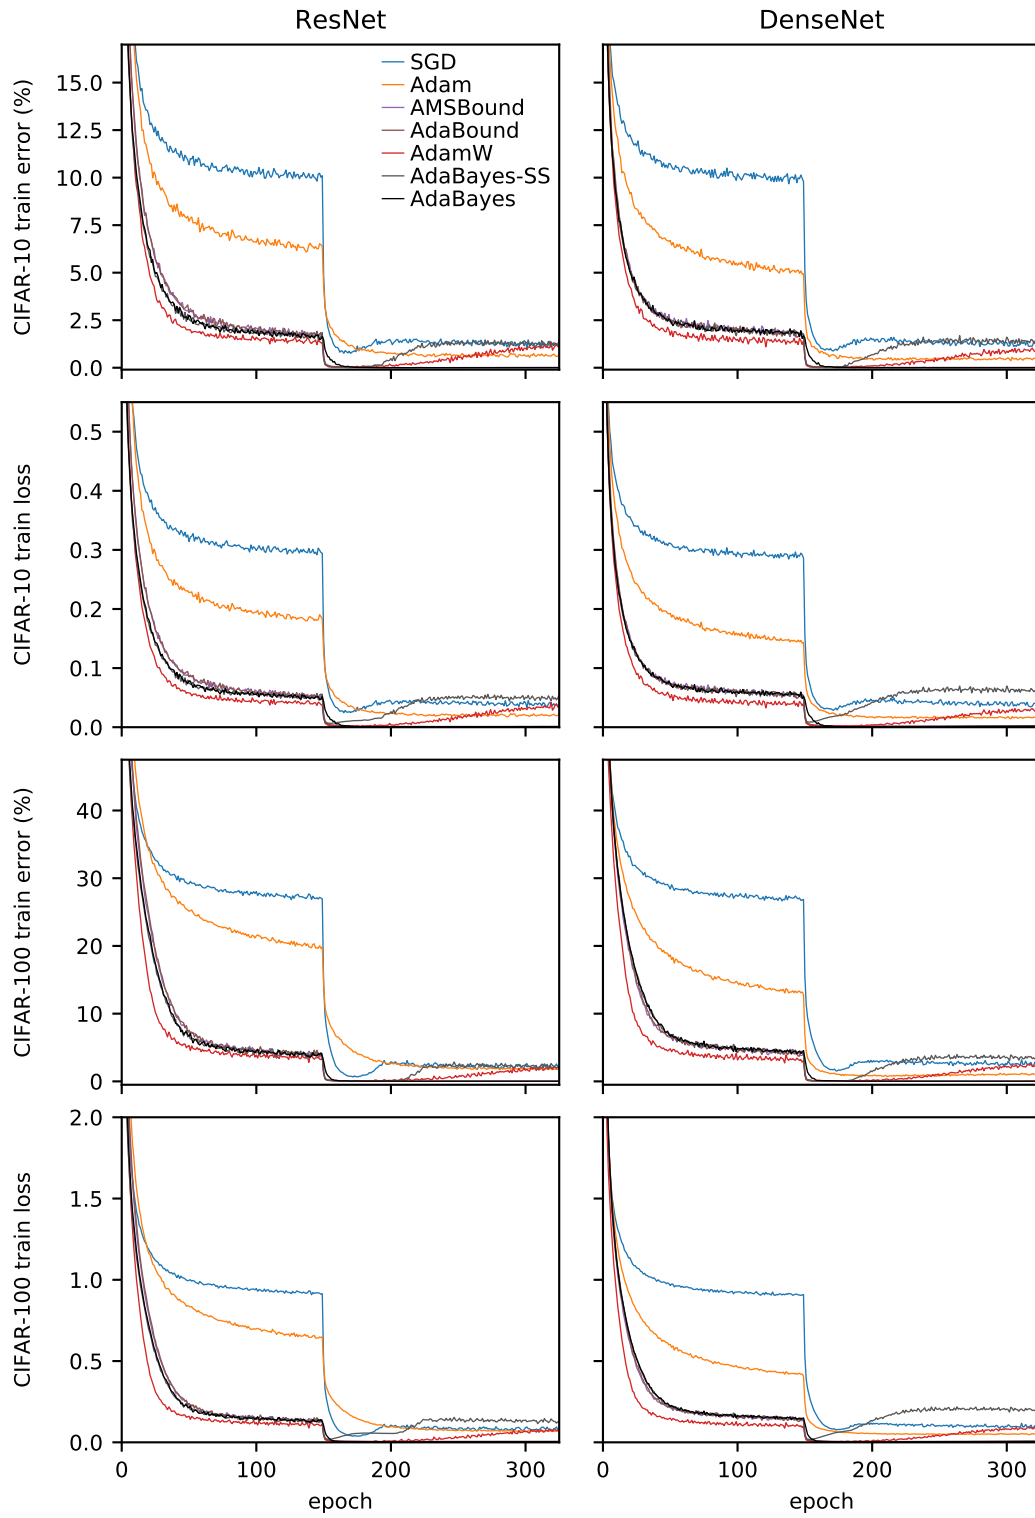 ResNet
DenseNet
CIFAR-10 train error (%)
15.0
12.5
10.0
7.5
5.0
2.5
0.0
SGD
Adam
AMSBound
AdaBound
AdamW
AdaBayes-SS
AdaBayes
CIFAR-10 train loss
0.5
0.4
0.3
0.2
0.1
0.0
CIFAR-100 train error (%)
40
30
20
10
0
CIFAR-100 train loss
2.0
1.5
1.0
0.5
0.0
0 100 200 300
0 100 200 300
epoch
epoch